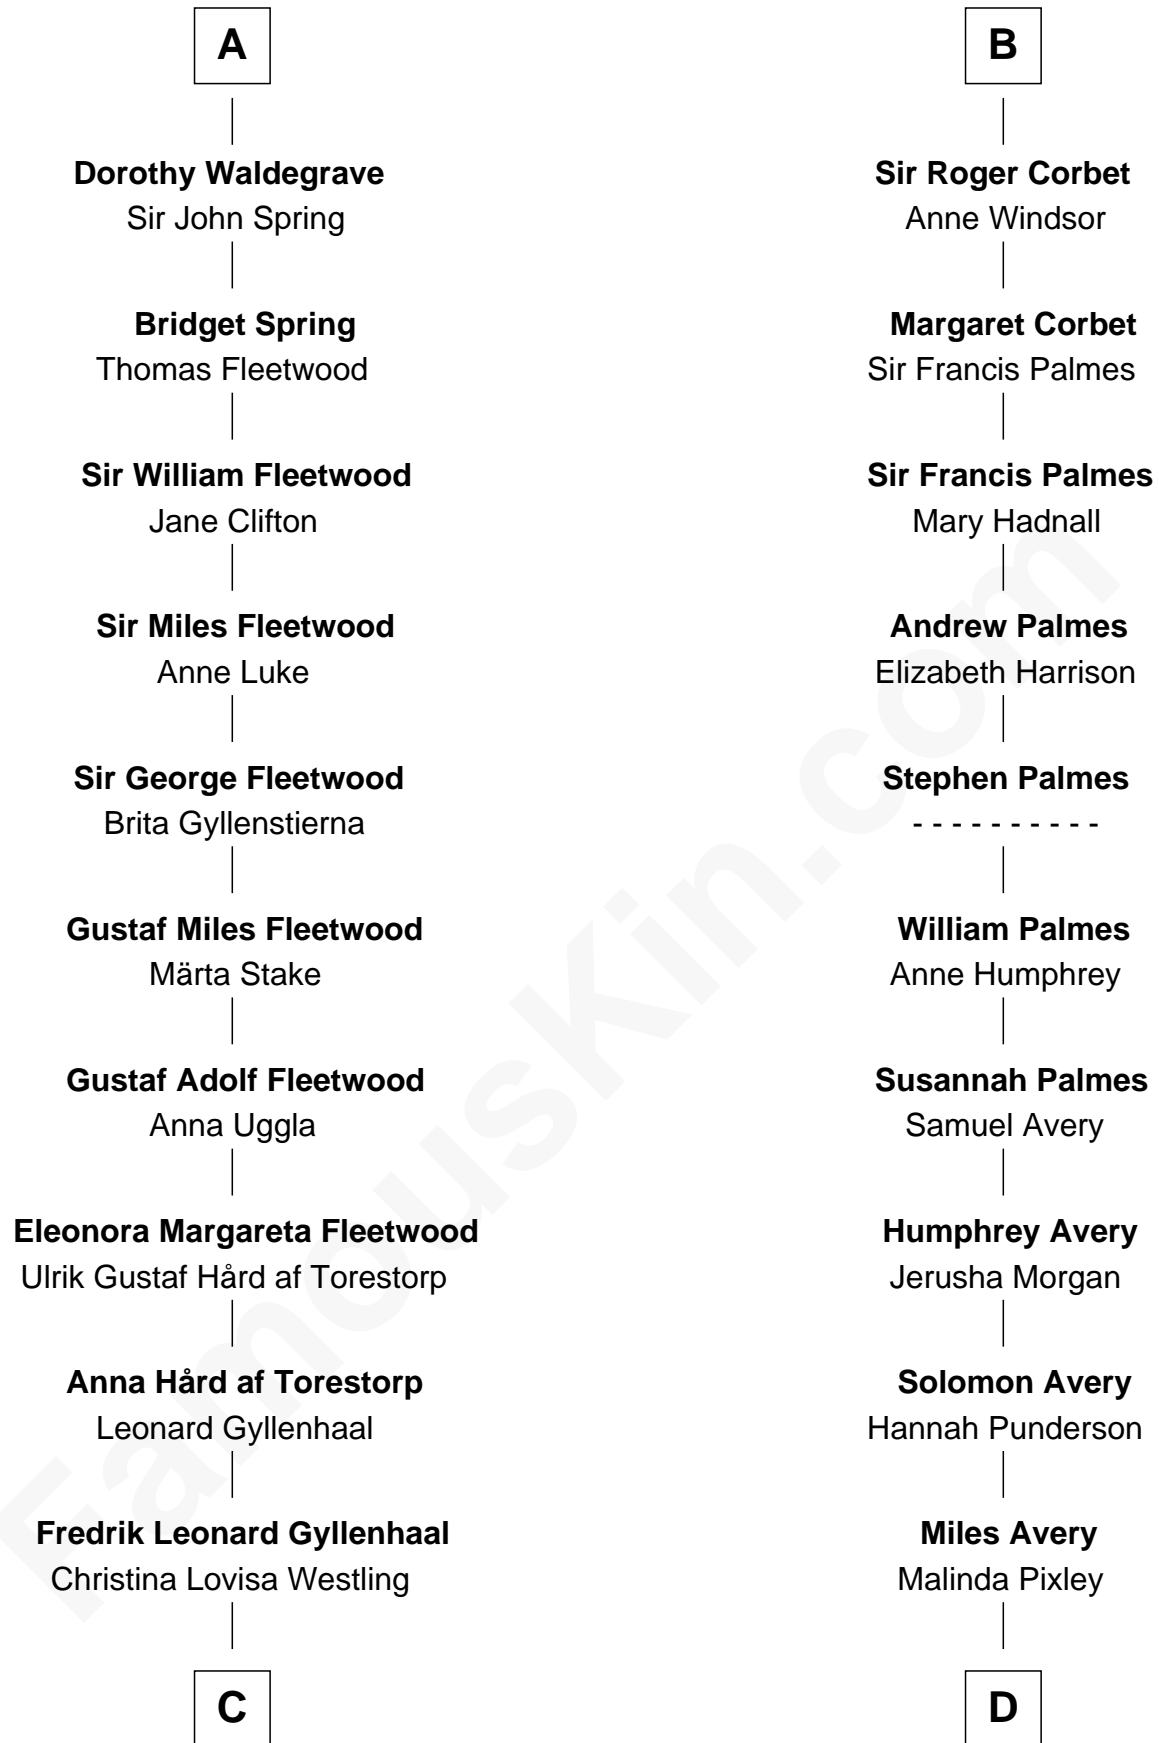 A
Dorothy Waldegrave
Sir John Spring
Bridget Spring
Thomas Fleetwood
Sir William Fleetwood
Jane Clifton
Sir Miles Fleetwood
Anne Luke
Sir George Fleetwood
Brita Gyllenstierna
Gustaf Miles Fleetwood
Märta Stake
Gustaf Adolf Fleetwood
Anna Uggla
Eleonora Margareta Fleetwood
Ulrik Gustaf Hård af Torestorp
Anna Hård af Torestorp
Leonard Gyllenhaal
Fredrik Leonard Gyllenhaal
Christina Lovisa Westling
C
B
Sir Roger Corbet
Anne Windsor
Margaret Corbet
Sir Francis Palmes
Sir Francis Palmes
Mary Hadnall
Andrew Palmes
Elizabeth Harrison
Stephen Palmes
- - - - - - - - - -
William Palmes
Anne Humphrey
Susannah Palmes
Samuel Avery
Humphrey Avery
Jerusha Morgan
Solomon Avery
Hannah Punderson
Miles Avery
Malinda Pixley
D
FamousKin.com